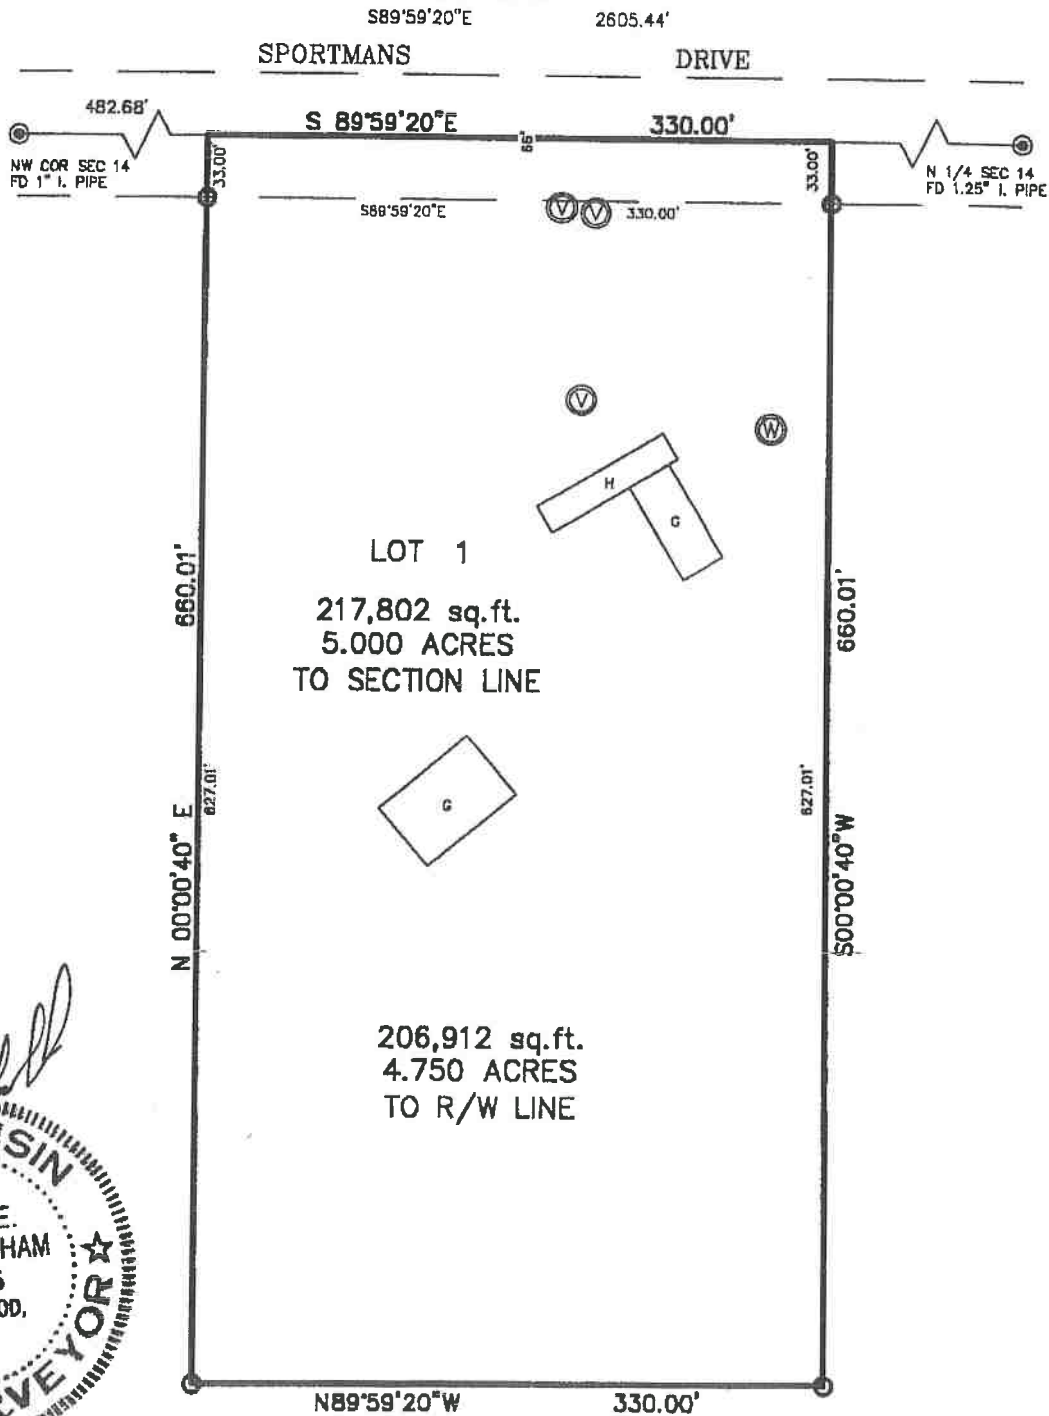 S89°59'20"E 2605.44'
SPORTMANS DRIVE
482.68'
S 89°59'20"E 330.00'
66'
NW COR SEC 14
FD 1" I. PIPE
33.00'
33.00'
N 1/4 SEC 14
FD 1.25" I. PIPE
S89°59'20"E
V V
330.00'
V
W
H
G
LOT 1
217,802 sq.ft.
5.000 ACRES
TO SECTION LINE
660.01'
660.01'
G
627.01'
627.01'
N 00°00'40" E
S00°00'40"W
206,912 sq.ft.
4.750 ACRES
TO R/W LINE
SIN
E.
HAM
OD,
VEYOR
N89°59'20"W 330.00'